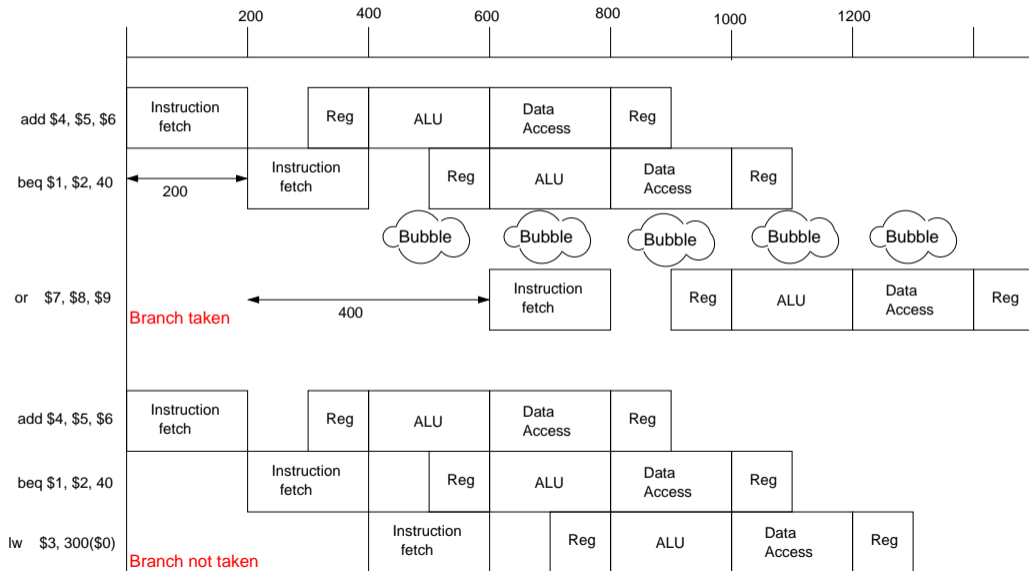 200 400 600 800 1000 1200
add $4, $5, $6
Instruction
fetch
Reg
ALU
Data
Access
Reg
beq $1, $2, 40
200
Instruction
fetch
Reg
ALU
Data
Access
Reg
Bubble Bubble Bubble Bubble Bubble
or $7, $8, $9
Branch taken
400
Instruction
fetch
Reg
ALU
Data
Access
Reg
add $4, $5, $6
Instruction
fetch
Reg
ALU
Data
Access
Reg
beq $1, $2, 40
Instruction
fetch
Reg
ALU
Data
Access
Reg
lw $3, 300($0)
Branch not taken
Instruction
fetch
Reg
ALU
Data
Access
Reg